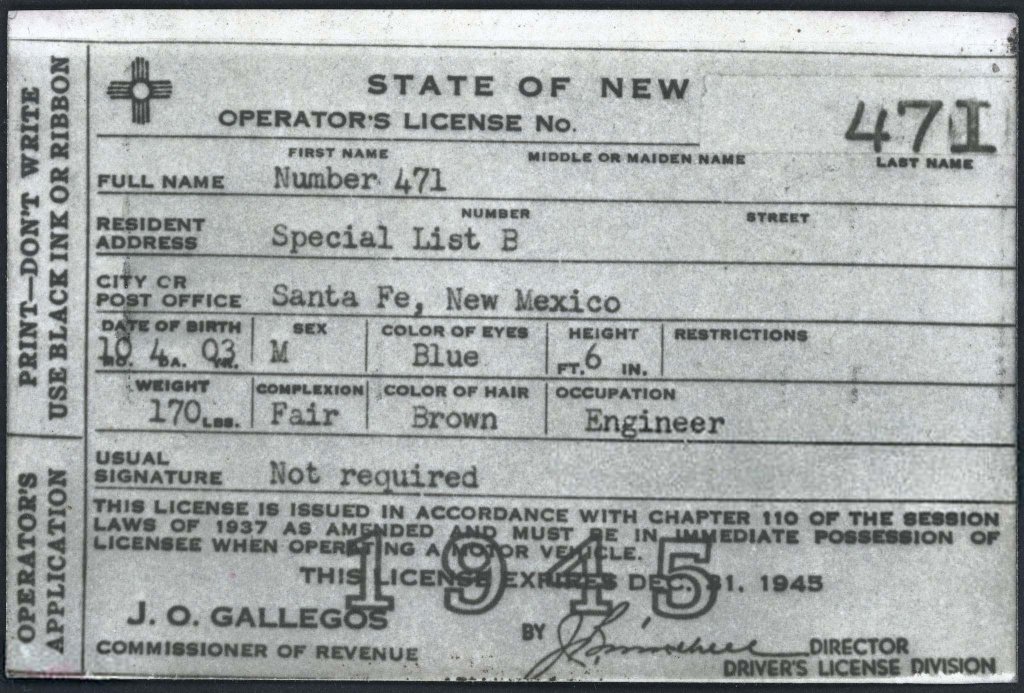 PRINT—DON'T WRITE
USE BLACK INK OR RIBBON
OPERATOR'S
APPLICATION
STATE OF NEW
OPERATOR'S LICENSE No. 471
FIRST NAME MIDDLE OR MAIDEN NAME LAST NAME
FULL NAME Number 471
NUMBER STREET
RESIDENT
ADDRESS Special List B
CITY OR
POST OFFICE Santa Fe, New Mexico
DATE OF BIRTH SEX COLOR OF EYES HEIGHT RESTRICTIONS
10 MO. 4 DA. 03 YR. M Blue FT. 6 IN.
WEIGHT COMPLEXION COLOR OF HAIR OCCUPATION
170 LBS. Fair Brown Engineer
USUAL
SIGNATURE Not required
THIS LICENSE IS ISSUED IN ACCORDANCE WITH CHAPTER 110 OF THE SESSION
LAWS OF 1937 AS AMENDED AND MUST BE IN IMMEDIATE POSSESSION OF
LICENSEE WHEN OPERATING A MOTOR VEHICLE.
1945
THIS LICENSE EXPIRES DEC. 31. 1945
J. O. GALLEGOS
COMMISSIONER OF REVENUE
BY DIRECTOR
DRIVER'S LICENSE DIVISION